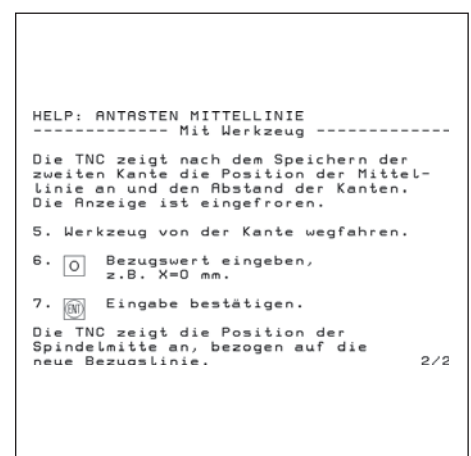 HELP: ANTASTEN MITTELLINIE
------------- Mit Werkzeug -------------
Die TNC zeigt nach dem Speichern der
zweiten Kante die Position der Mittel-
linie an und den Abstand der Kanten.
Die Anzeige ist eingefroren.
5. Werkzeug von der Kante wegfahren.
6. 0 Bezugswert eingeben,
z.B. X=0 mm.
7. ENT Eingabe bestätigen.
Die TNC zeigt die Position der
Spindelmitte an, bezogen auf die
neue Bezugslinie. 2/2